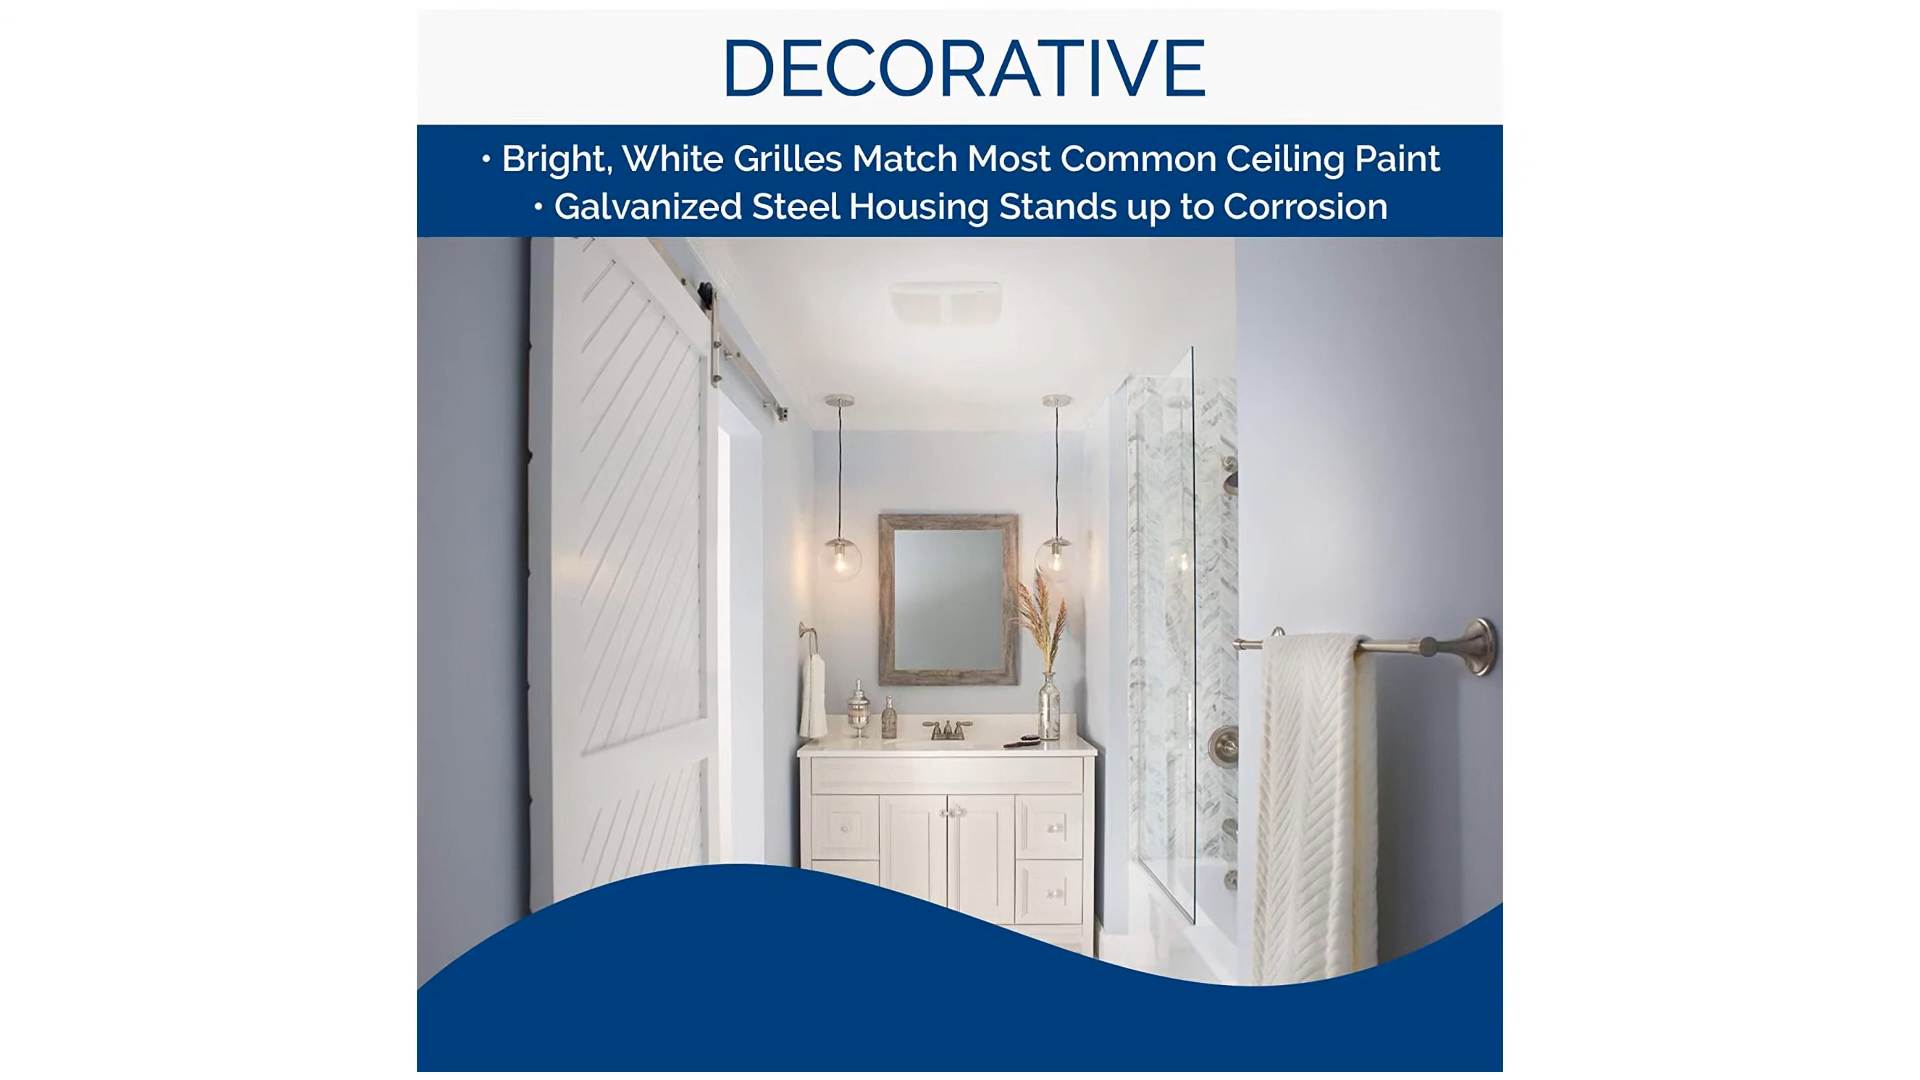 DECORATIVE
• Bright, White Grilles Match Most Common Ceiling Paint
• Galvanized Steel Housing Stands up to Corrosion